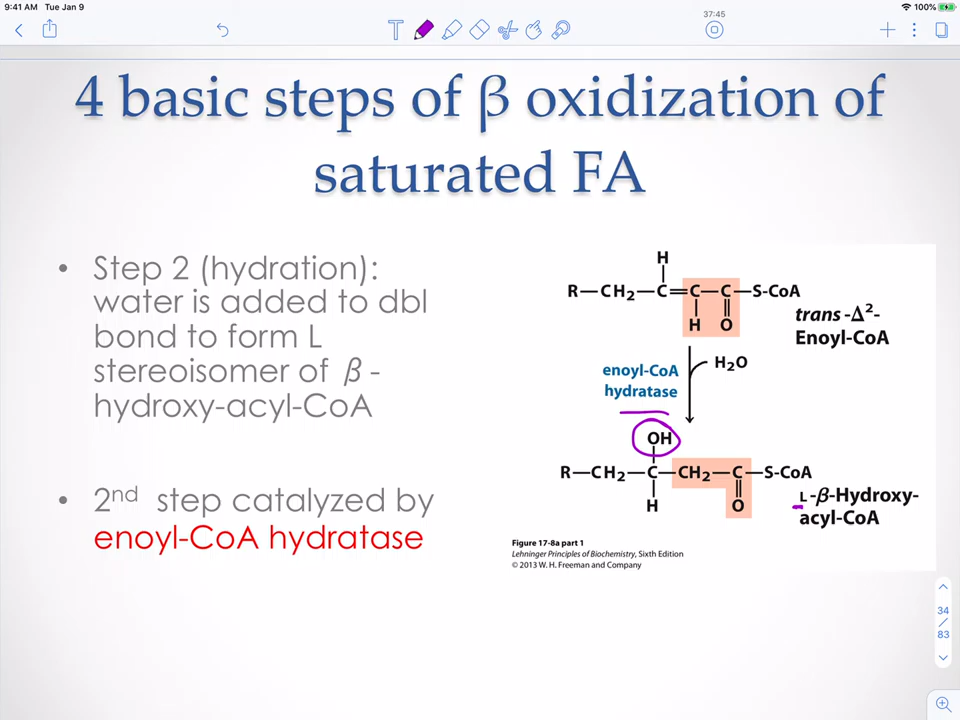 9:41 AM Tue Jan 9
100%
37:45
T
4 basic steps of β oxidization of
saturated FA
• Step 2 (hydration):
water is added to dbl
bond to form L
stereoisomer of β -
hydroxy-acyl-CoA
• 2nd step catalyzed by
enoyl-CoA hydratase
H
R—CH2—C=C—C—S-CoA
H O
trans-Δ2-
Enoyl-CoA
enoyl-CoA
hydratase
H2O
OH
R—CH2—C—CH2—C—S-CoA
H O
L-β-Hydroxy-
acyl-CoA
Figure 17-8a part 1
Lehninger Principles of Biochemistry, Sixth Edition
© 2013 W. H. Freeman and Company
34
/
83